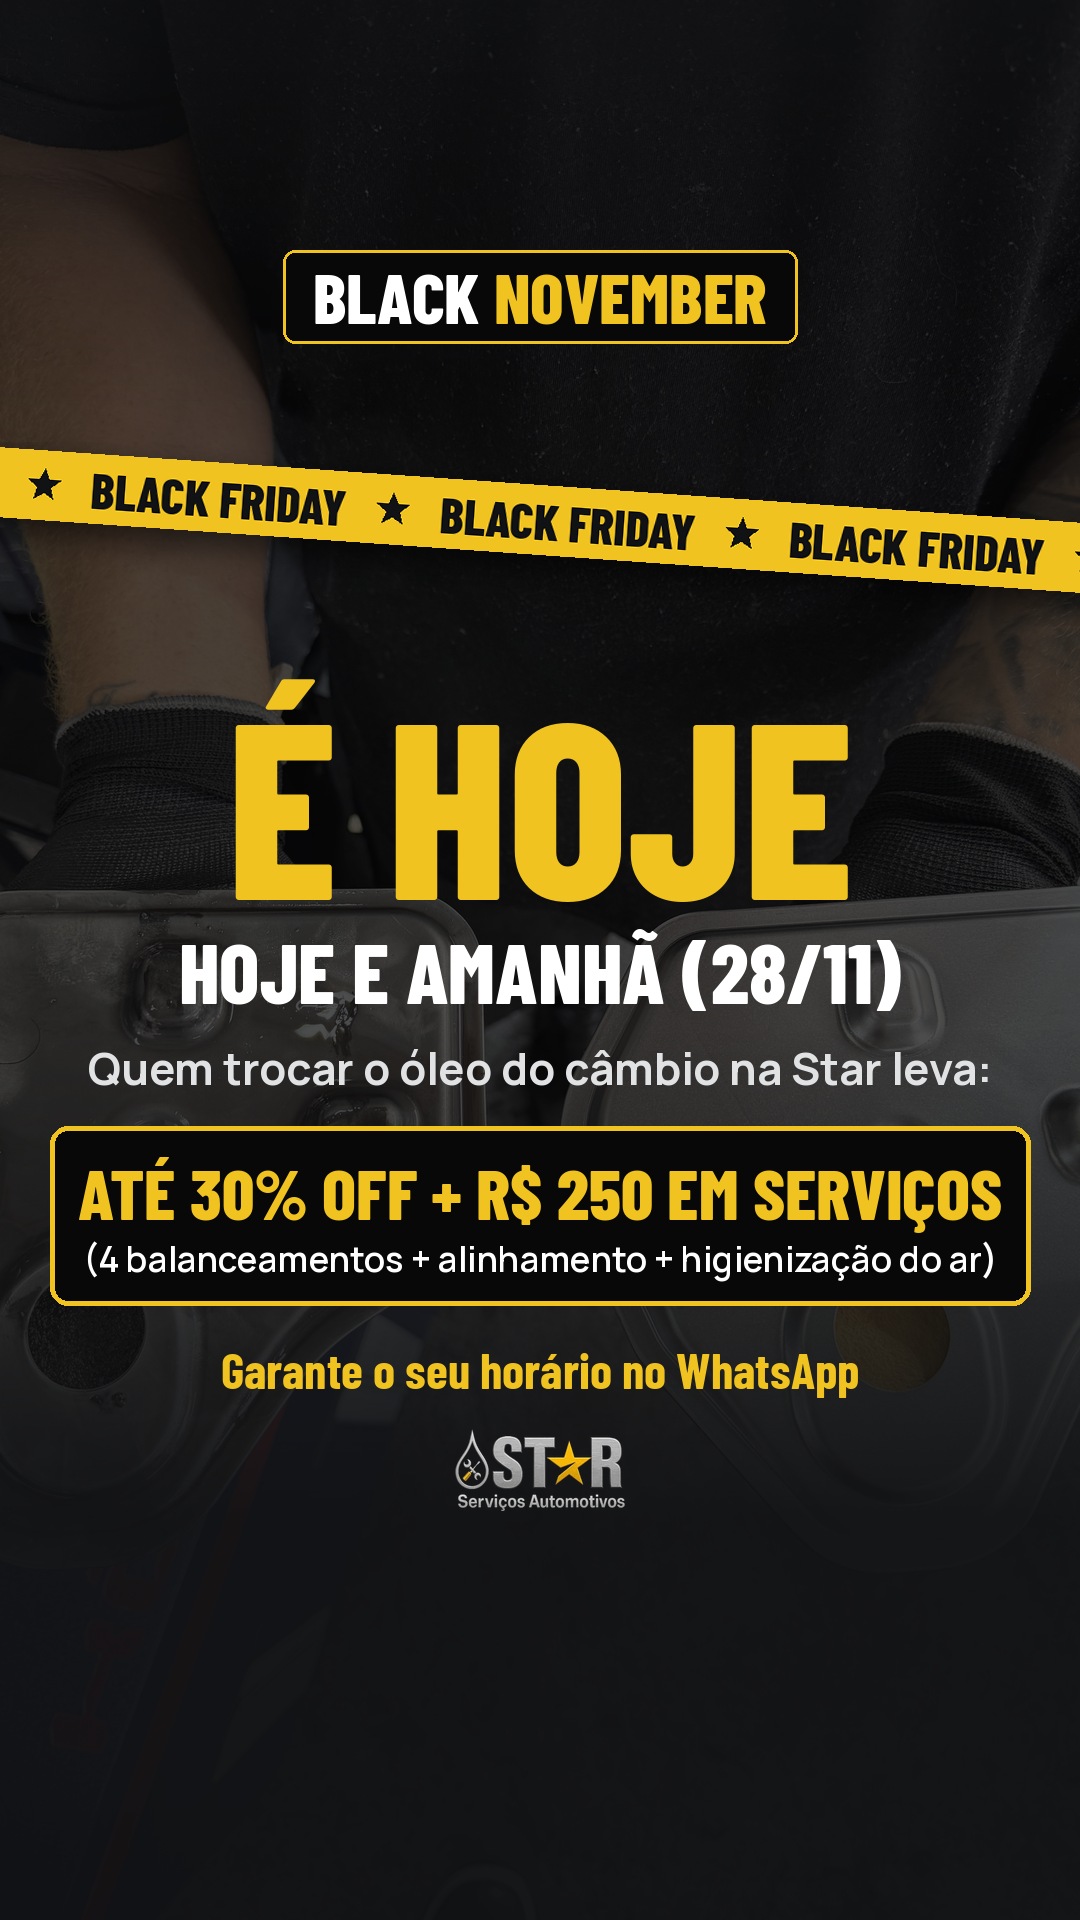 BLACK NOVEMBER
★ BLACK FRIDAY ★ BLACK FRIDAY ★ BLACK FRIDAY
É HOJE
HOJE E AMANHÃ (28/11)
Quem trocar o óleo do câmbio na Star leva:
ATÉ 30% OFF + R$ 250 EM SERVIÇOS
(4 balanceamentos + alinhamento + higienização do ar)
Garante o seu horário no WhatsApp
STAR
Serviços Automotivos